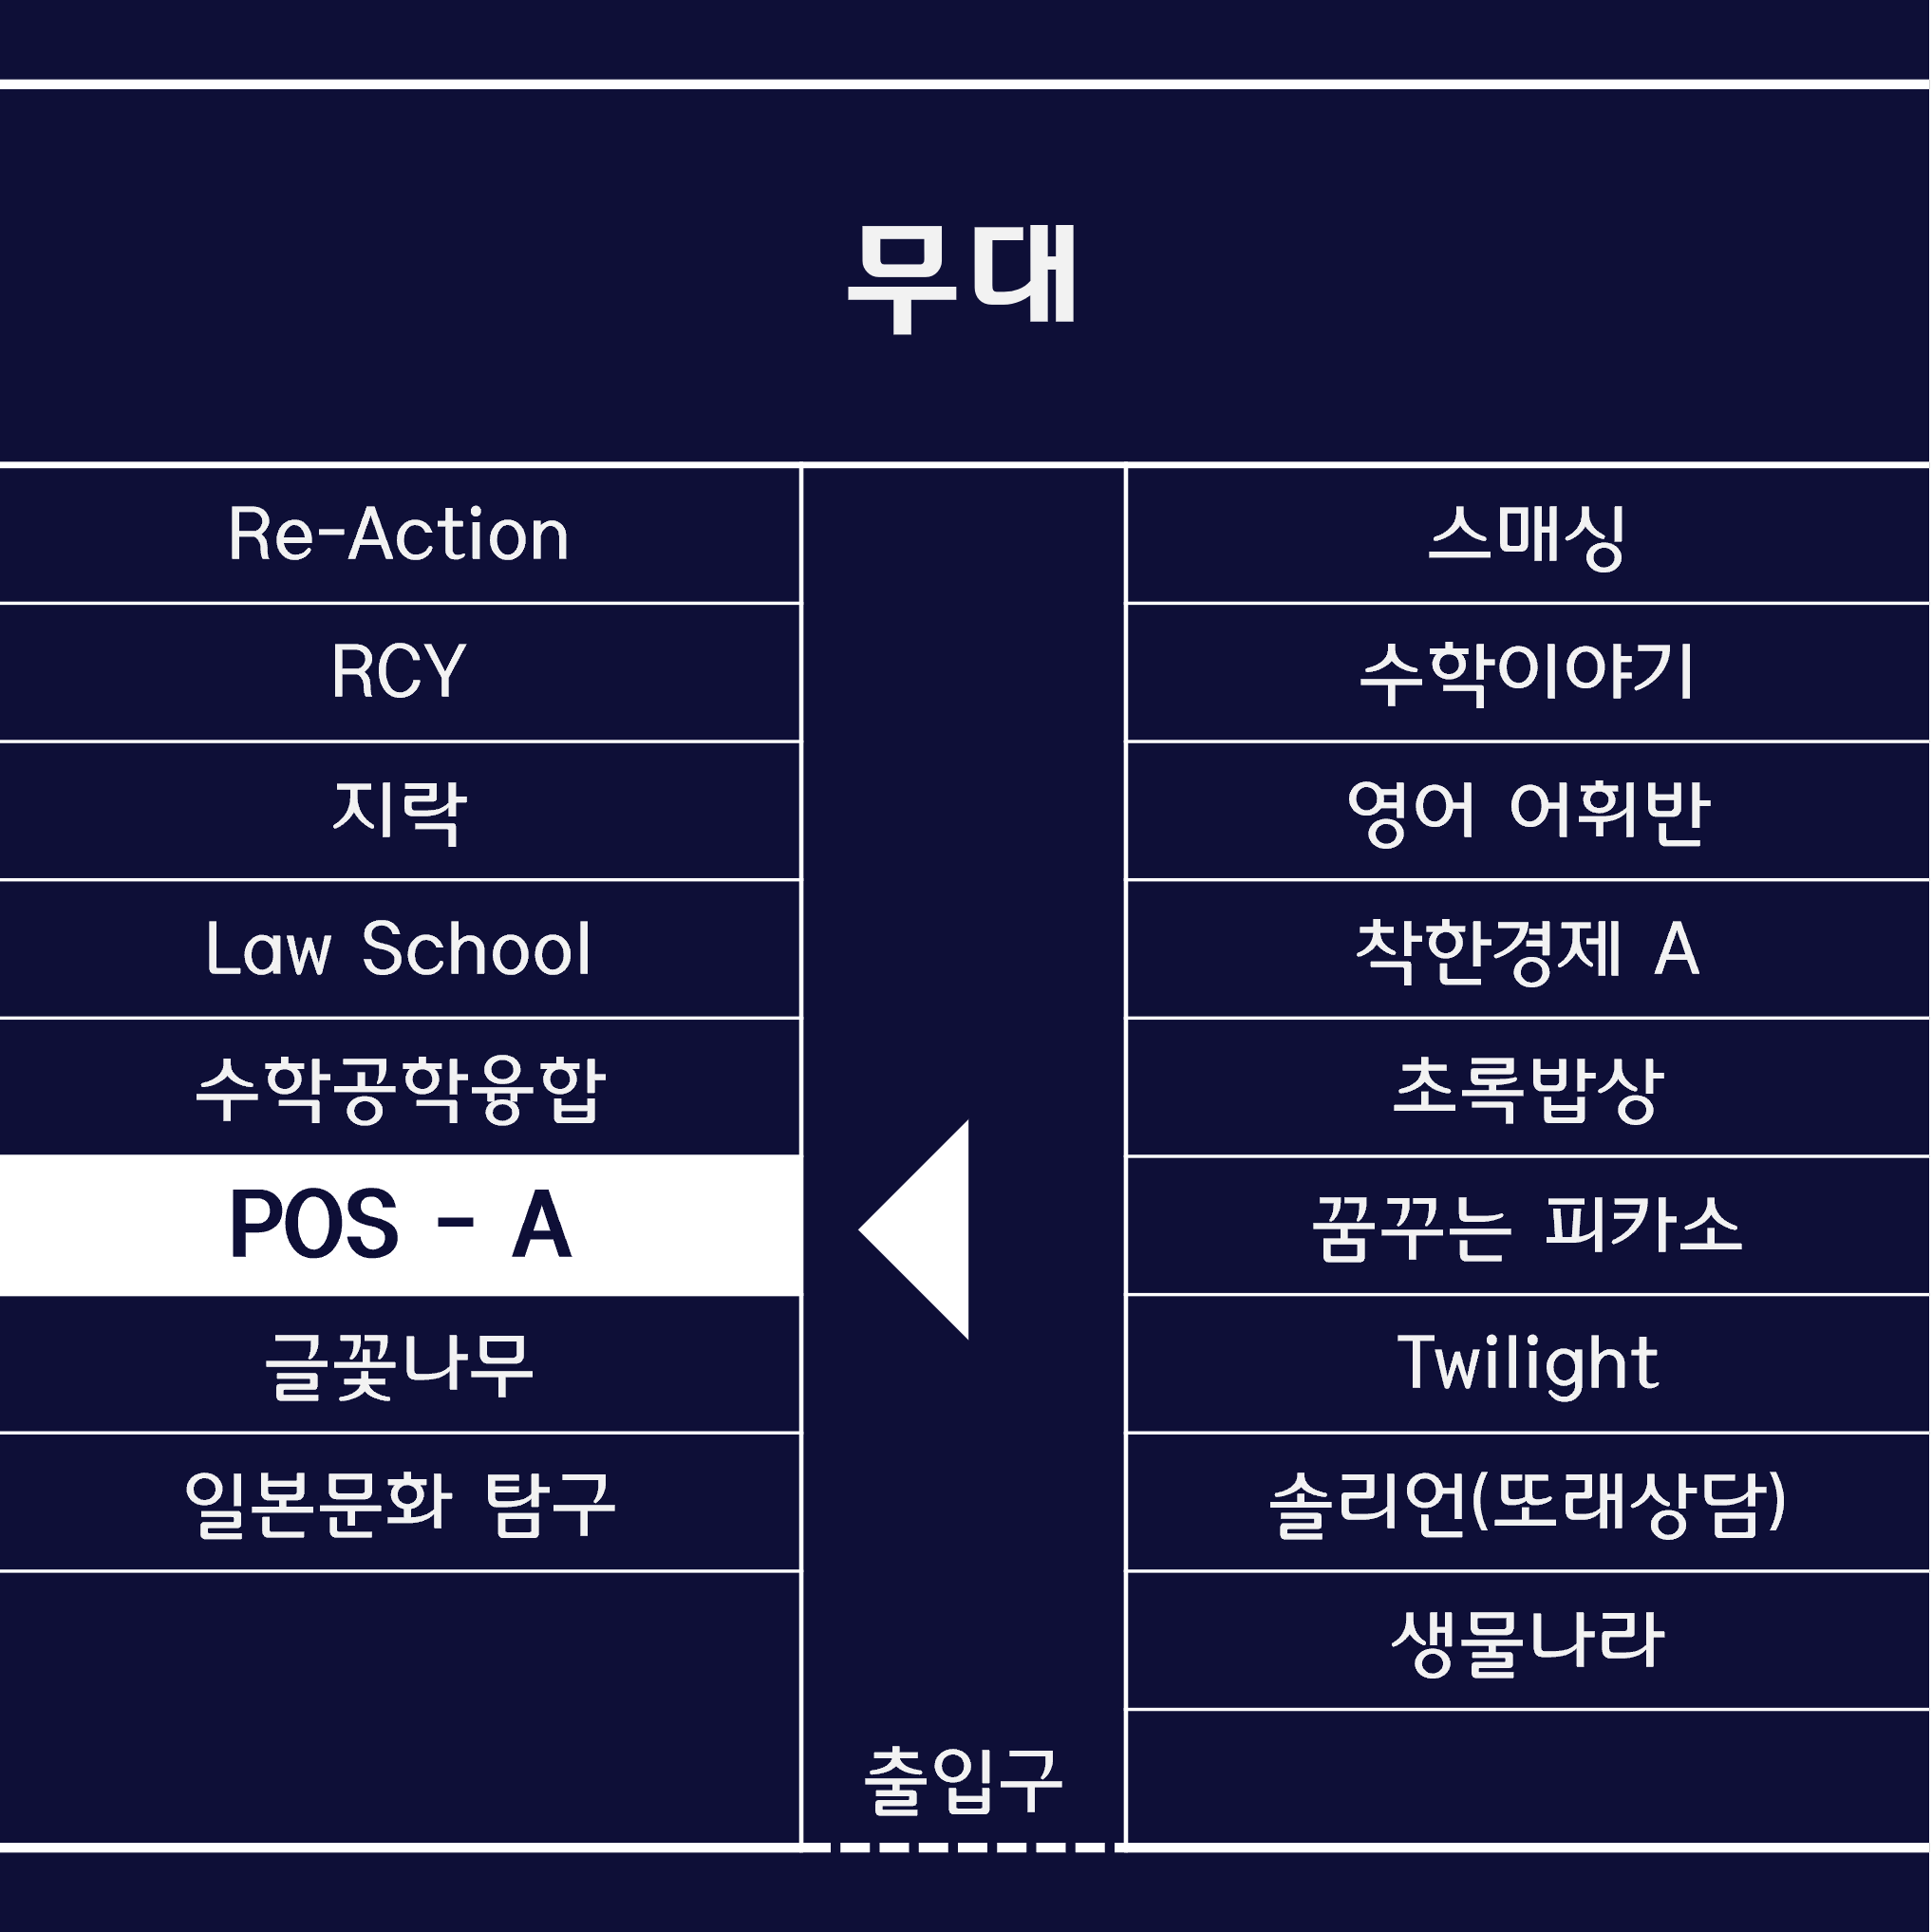 무대
Re-Action
RCY
지락
Law School
수학공학융합
POS - A
글꽃나무
일본문화 탐구
스매싱
수학이야기
영어 어휘반
착한경제 A
초록밥상
꿈꾸는 피카소
Twilight
솔리언(또래상담)
생물나라
출입구